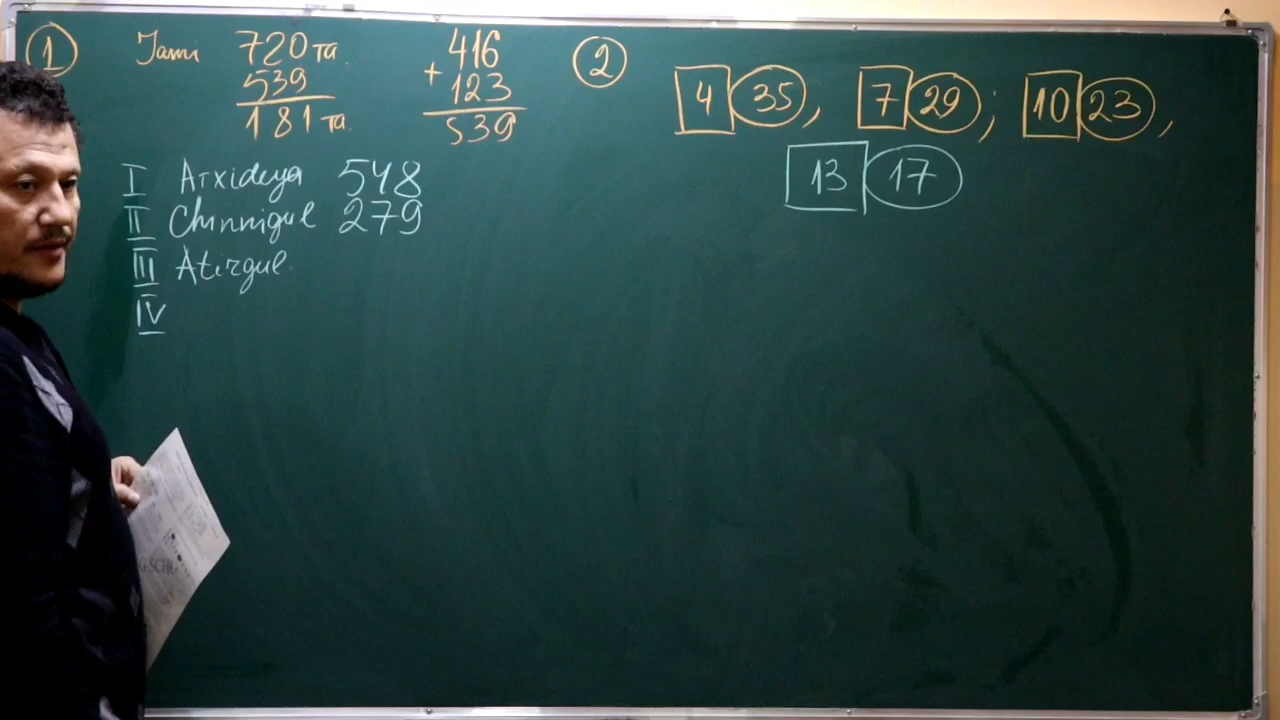 1 Jami 720 ta.
539
181 ta.
416
+ 123
539
I Arxideya 548
II Chinnigul 279
III Atirgul
IV
2 4 35, 7 29; 10 23,
13 17